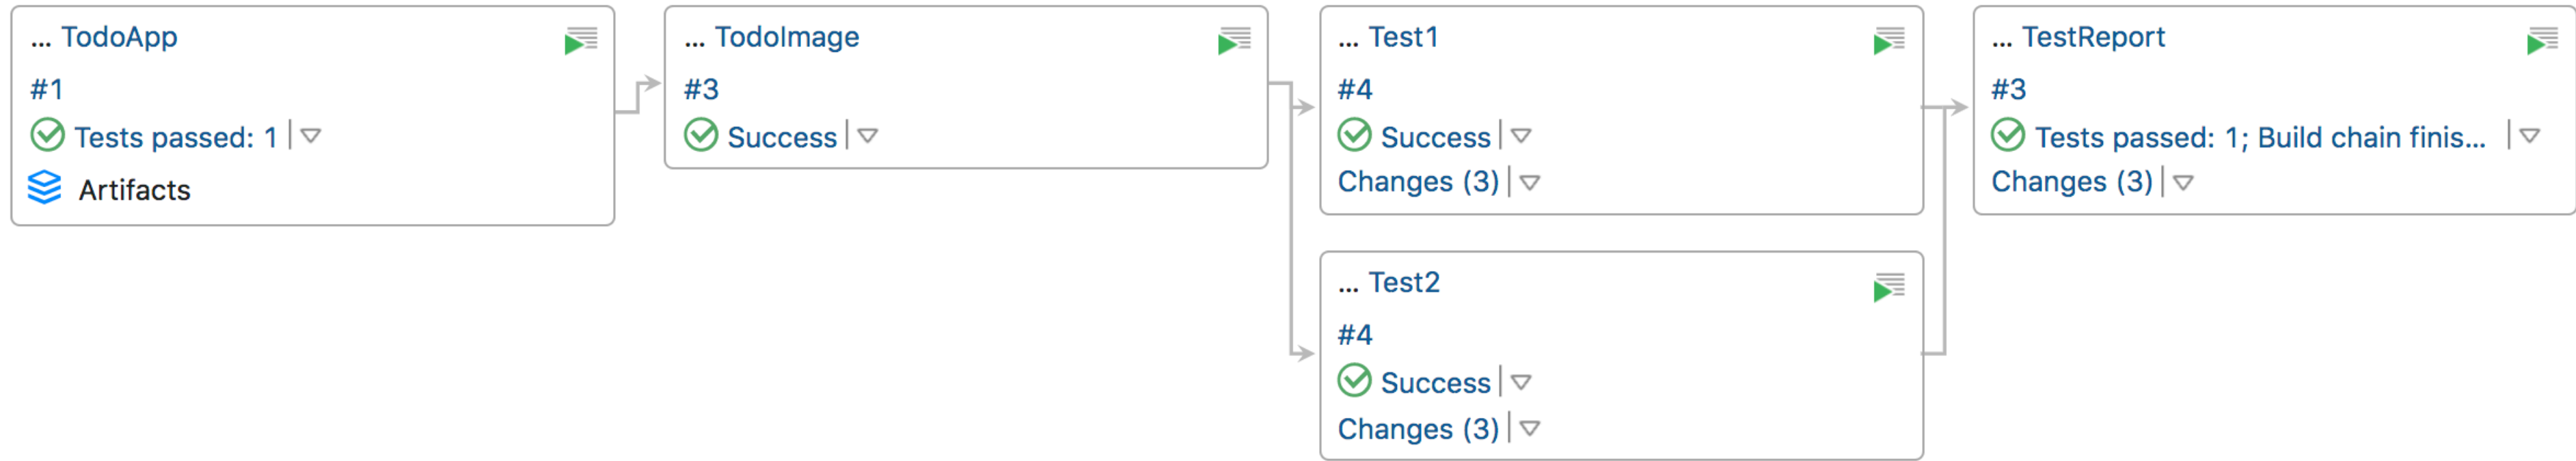 ... TodoApp
#1
Tests passed: 1
Artifacts
... TodoImage
#3
Success
... Test1
#4
Success
Changes (3)
... Test2
#4
Success
Changes (3)
... TestReport
#3
Tests passed: 1; Build chain finis...
Changes (3)